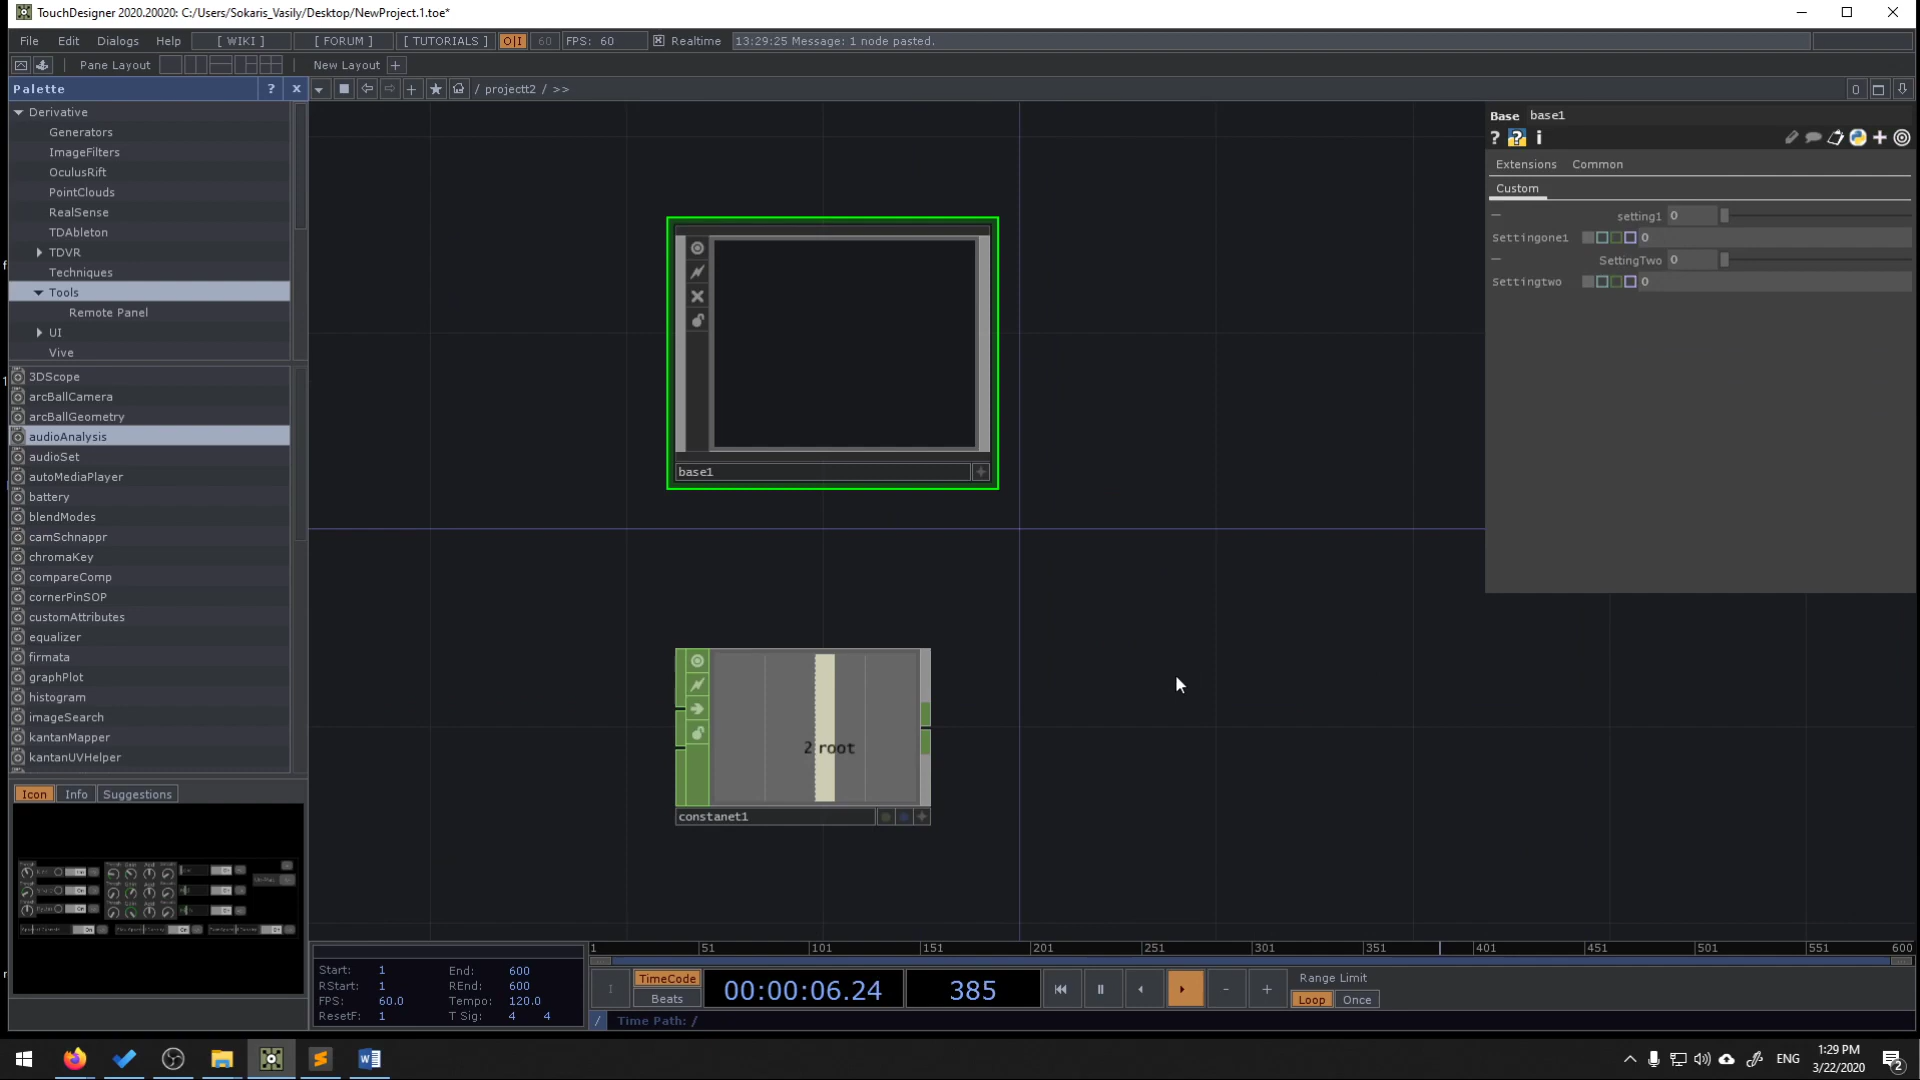 TouchDesigner 2020.20020: C:/Users/Sokaris_Vasily/Desktop/NewProject.1.toe*
File Edit Dialogs Help [ WIKI ] [ FORUM ] [ TUTORIALS ] O|I 60 FPS: 60 Realtime 13:29:25 Message: 1 node pasted.
Pane Layout New Layout +
Palette ? x / projectt2 / >> 0
Derivative
Generators
ImageFilters
OculusRift
PointClouds
RealSense
TDAbleton
TDVR
Techniques
Tools
Remote Panel
UI
Vive
3DScope
arcBallCamera
arcBallGeometry
audioAnalysis
audioSet
autoMediaPlayer
battery
blendModes
camSchnappr
chromaKey
compareComp
cornerPinSOP
customAttributes
equalizer
firmata
graphPlot
histogram
imageSearch
kantanMapper
kantanUVHelper
Icon Info Suggestions
base1
2 root
constanet1
Base base1
? ? i
Extensions Common
Custom
setting1 0
Settingone1 0
SettingTwo 0
Settingtwo 0
1 51 101 151 201 251 301 351 401 451 501 551 600
Start: 1 End: 600
RStart: 1 REnd: 600
FPS: 60.0 Tempo: 120.0
ResetF: 1 T Sig: 4 4
1 TimeCode Beats 00:00:06.24 385 - + Range Limit
Loop Once
/ Time Path: /
ENG 1:29 PM
3/22/2020 2